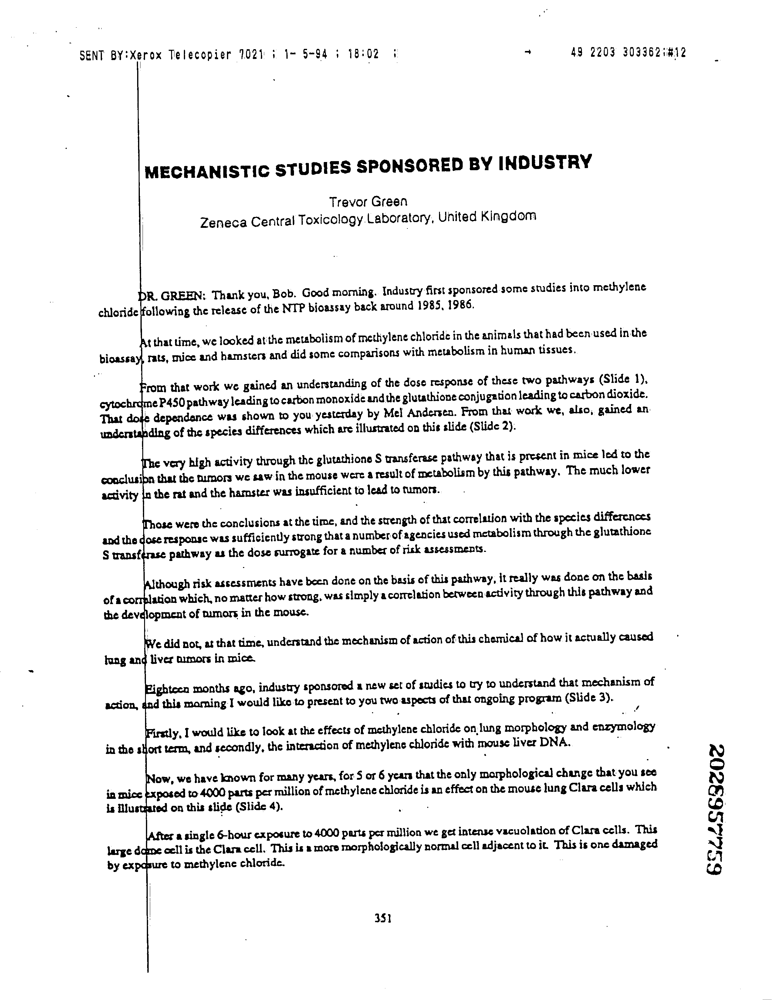 SENT BY:Xerox Telecopier 7021 ; 1- 5-94 ; 18:02 ; → 49 2203 303362;#12
MECHANISTIC STUDIES SPONSORED BY INDUSTRY
Trevor Green
Zeneca Central Toxicology Laboratory, United Kingdom
DR. GREEN: Thank you, Bob. Good morning. Industry first sponsored some studies into methylene
chloride following the release of the NTP bioassay back around 1985, 1986.
At that time, we looked at the metabolism of methylene chloride in the animals that had been used in the
bioassay, rats, mice and hamsters and did some comparisons with metabolism in human tissues.
From that work we gained an understanding of the dose response of these two pathways (Slide 1),
cytochrome P450 pathway leading to carbon monoxide and the glutathione conjugation leading to carbon dioxide.
That dose dependence was shown to you yesterday by Mel Andersen. From that work we, also, gained an
understanding of the species differences which are illustrated on this slide (Slide 2).
The very high activity through the glutathione S transferase pathway that is present in mice led to the
conclusion that the tumors we saw in the mouse were a result of metabolism by this pathway. The much lower
activity in the rat and the hamster was insufficient to lead to tumors.
Those were the conclusions at the time, and the strength of that correlation with the species differences
and the dose response was sufficiently strong that a number of agencies used metabolism through the glutathione
S transferase pathway as the dose surrogate for a number of risk assessments.
Although risk assessments have been done on the basis of this pathway, it really was done on the basis
of a correlation which, no matter how strong, was simply a correlation between activity through this pathway and
the development of tumors in the mouse.
We did not, at that time, understand the mechanism of action of this chemical of how it actually caused
lung and liver tumors in mice.
Eighteen months ago, industry sponsored a new set of studies to try to understand that mechanism of
action, and this morning I would like to present to you two aspects of that ongoing program (Slide 3).
Firstly, I would like to look at the effects of methylene chloride on lung morphology and enzymology
in the short term, and secondly, the interaction of methylene chloride with mouse liver DNA.
Now, we have known for many years, for 5 or 6 years that the only morphological change that you see
in mice exposed to 4000 parts per million of methylene chloride is an effect on the mouse lung Clara cells which
is illustrated on this slide (Slide 4).
After a single 6-hour exposure to 4000 parts per million we get intense vacuolation of Clara cells. This
large dome cell is the Clara cell. This is a more morphologically normal cell adjacent to it. This is one damaged
by exposure to methylene chloride.
351
2028957759